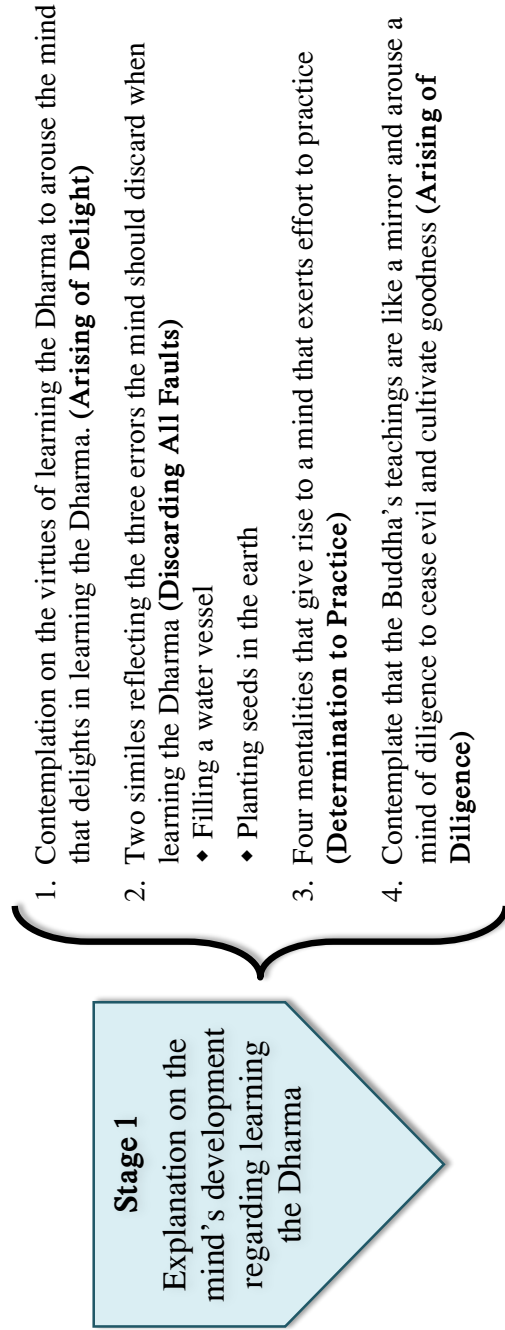 Stage 1
Explanation on the
mind’s development
regarding learning
the Dharma
1. Contemplation on the virtues of learning the Dharma to arouse the mind
that delights in learning the Dharma. (Arising of Delight)
2. Two similes reflecting the three errors the mind should discard when
learning the Dharma (Discarding All Faults)
◆ Filling a water vessel
◆ Planting seeds in the earth
3. Four mentalities that give rise to a mind that exerts effort to practice
(Determination to Practice)
4. Contemplate that the Buddha’s teachings are like a mirror and arouse a
mind of diligence to cease evil and cultivate goodness (Arising of
Diligence)